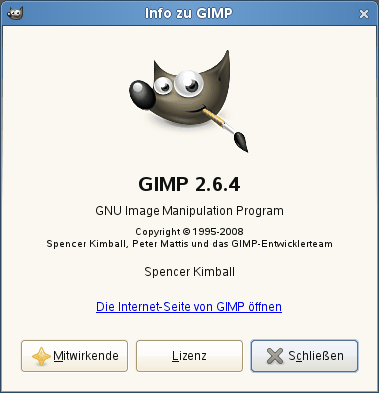 Info zu GIMP
GIMP 2.6.4
GNU Image Manipulation Program
Copyright © 1995-2008
Spencer Kimball, Peter Mattis und das GIMP-Entwicklerteam
Spencer Kimball
Die Internet-Seite von GIMP öffnen
Mitwirkende
Lizenz
Schließen